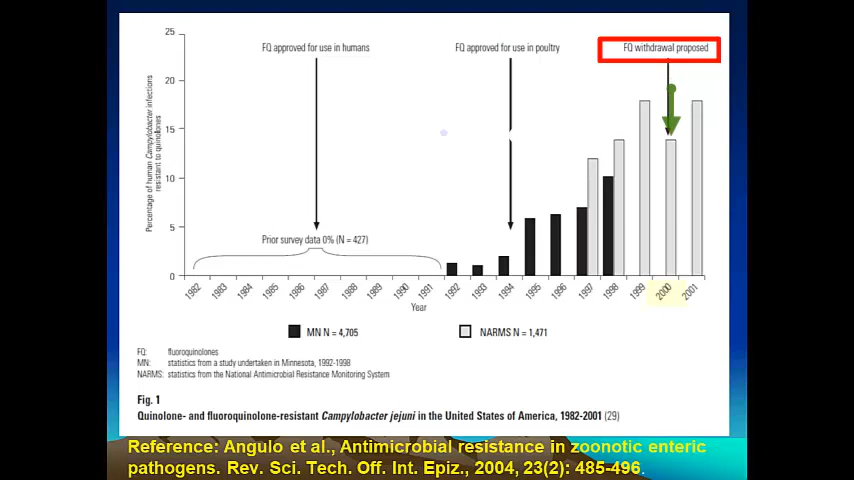 25
FQ approved for use in humans
FQ approved for use in poultry
FQ withdrawal proposed
20
15
10
5
0
Percentage of human Campylobacter infections
resistant to quinolones
Prior survey data 0% (N = 427)
1982 1983 1984 1985 1986 1987 1988 1989 1990 1991 1992 1993 1994 1995 1996 1997 1998 1999 2000 2001
Year
MN N = 4,705
NARMS N = 1,471
FQ: fluoroquinolones
MN: statistics from a study undertaken in Minnesota, 1992-1998
NARMS: statistics from the National Antimicrobial Resistance Monitoring System
Fig. 1
Quinolone- and fluoroquinolone-resistant Campylobacter jejuni in the United States of America, 1982-2001 (29)
Reference: Angulo et al., Antimicrobial resistance in zoonotic enteric
pathogens. Rev. Sci. Tech. Off. Int. Epiz., 2004, 23(2): 485-496.